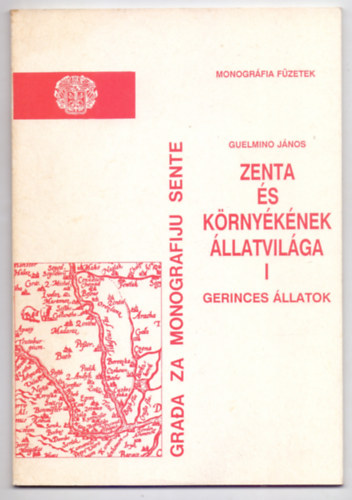 MONOGRÁFIA FÜZETEK
GUELMINO JÁNOS
ZENTA
ÉS
KÖRNYÉKÉNEK
ÁLLATVILÁGA
I
GERINCES ÁLLATOK
GRAĐA ZA MONOGRAFIJU SENTE